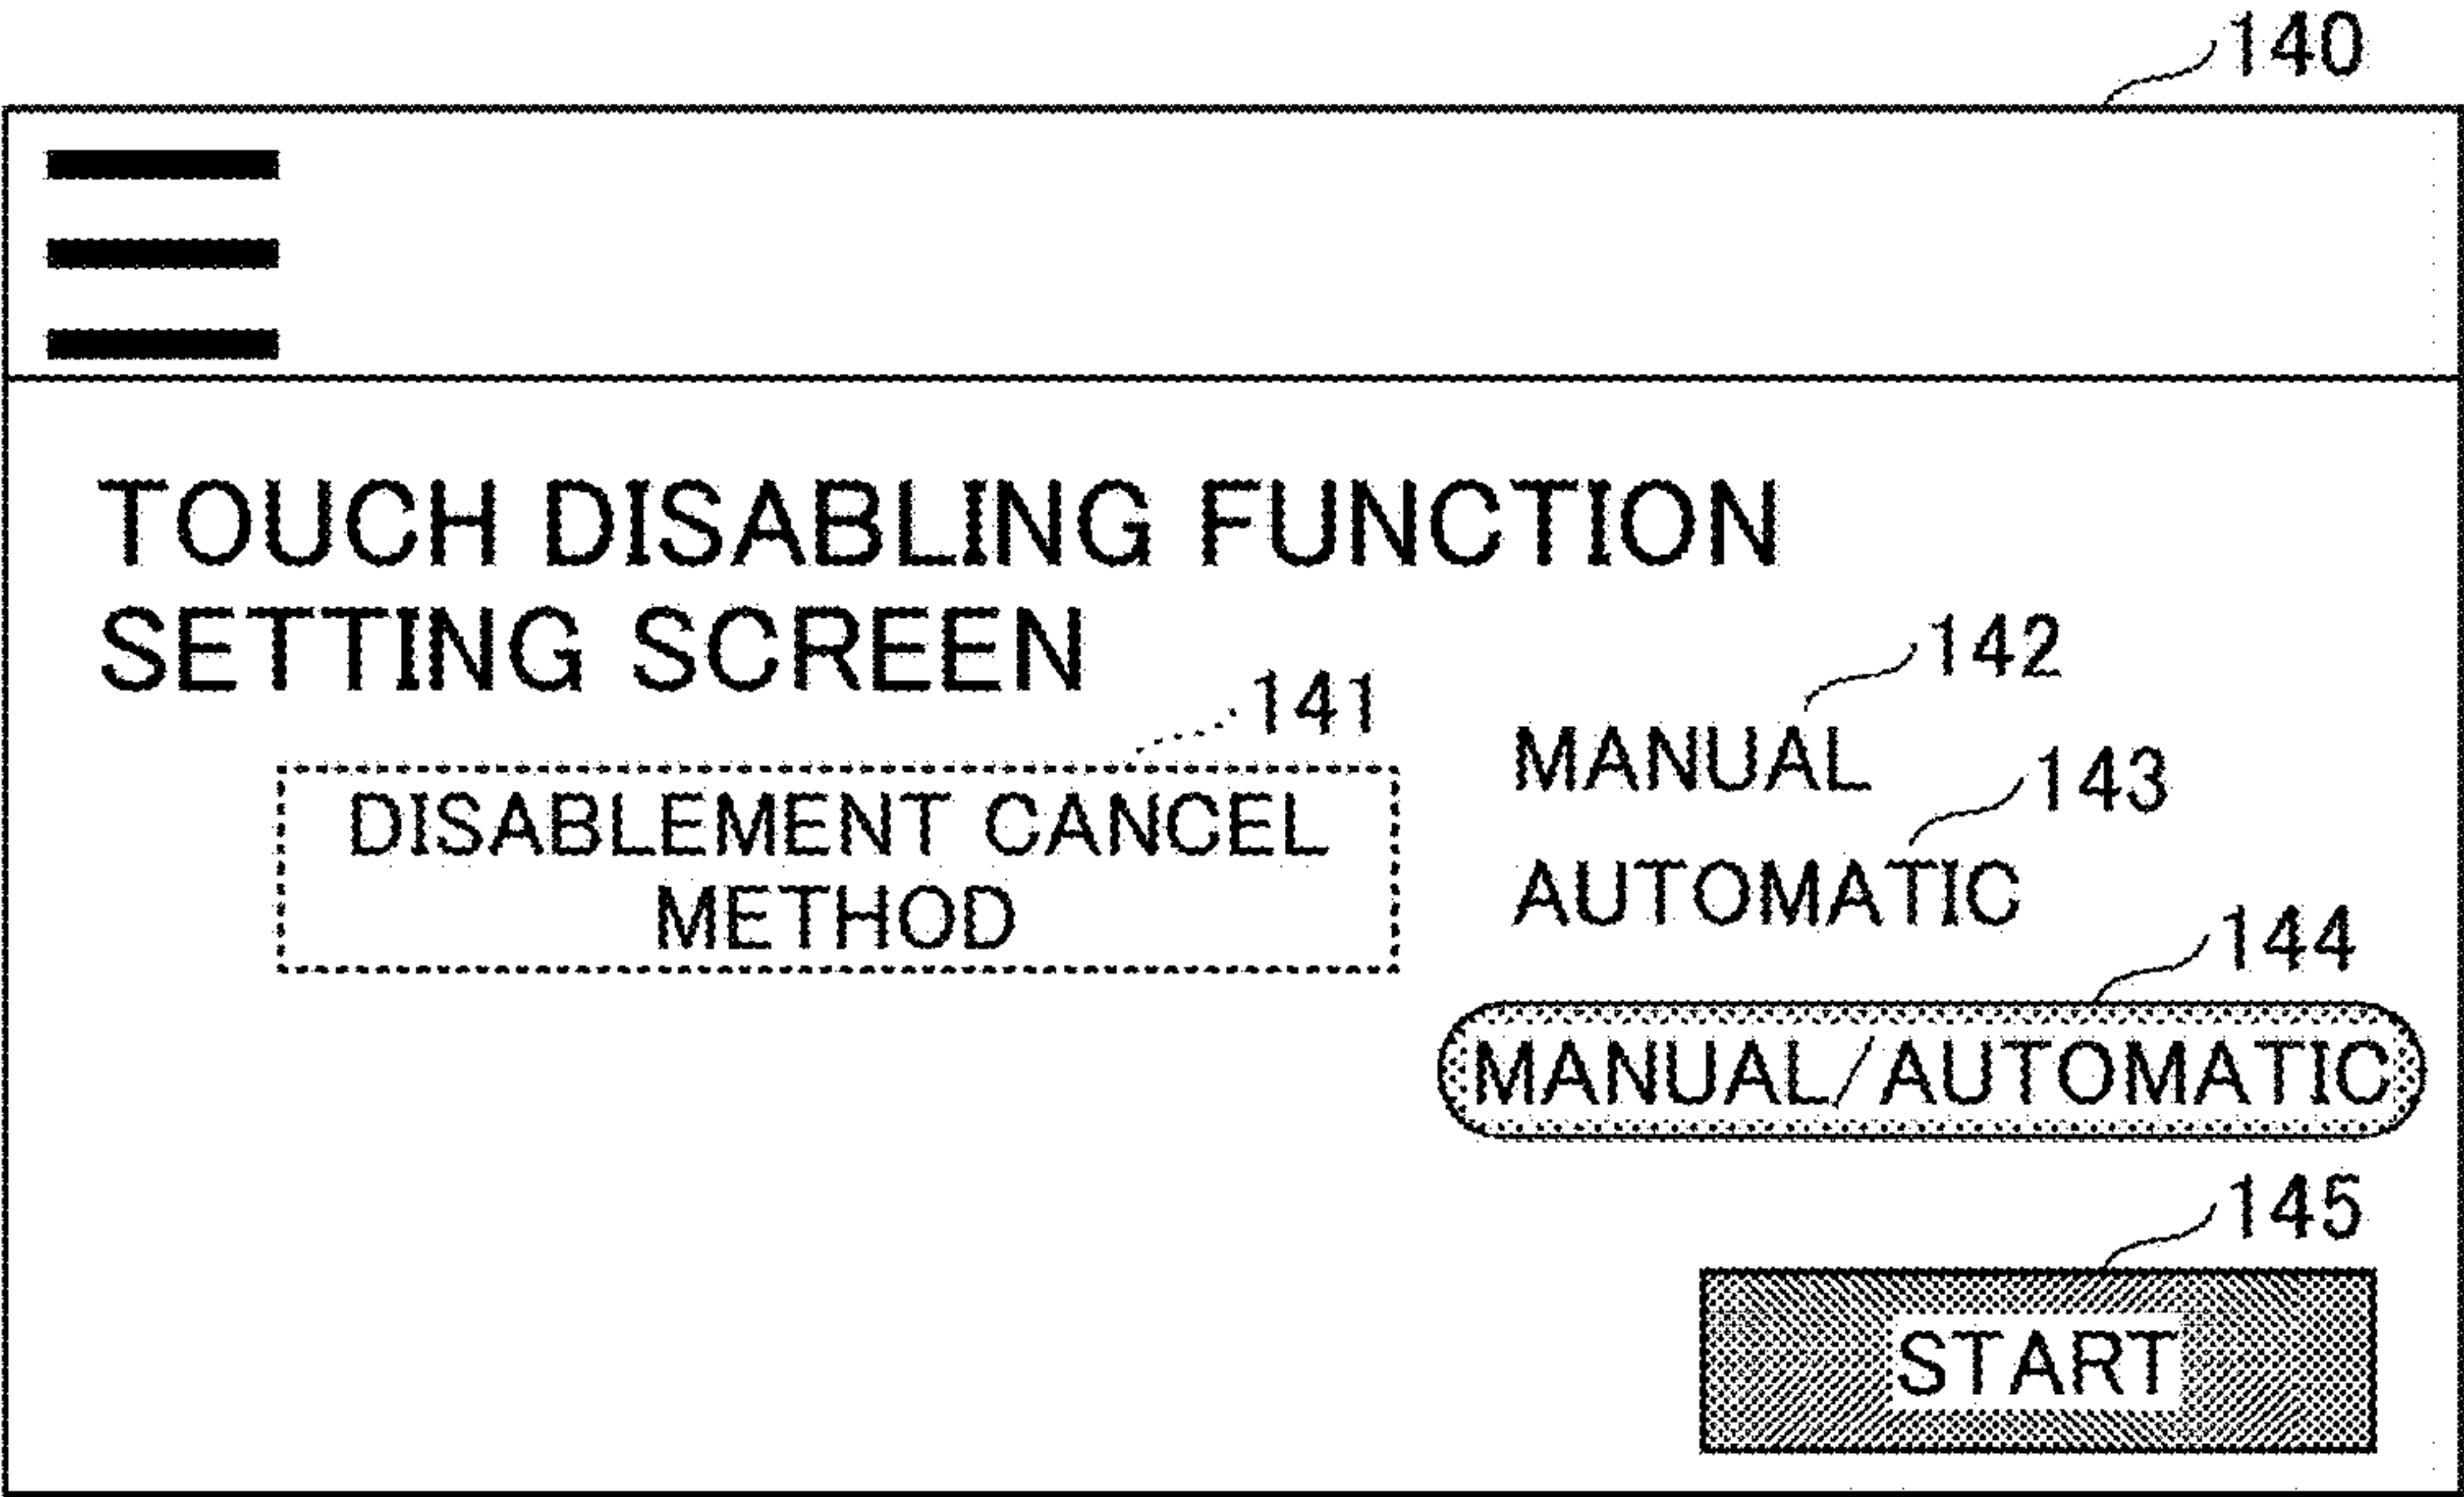 140
TOUCH DISABLING FUNCTION
SETTING SCREEN
141
DISABLEMENT CANCEL
METHOD
142
MANUAL
143
AUTOMATIC
144
MANUAL/AUTOMATIC
145
START